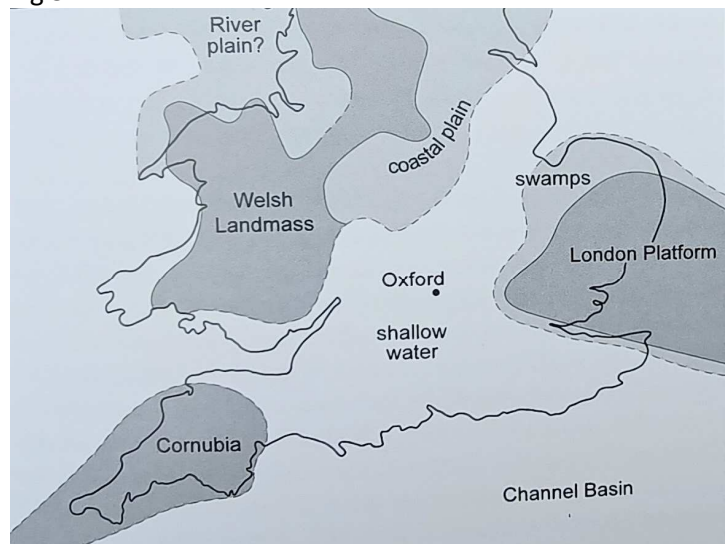 River
plain?
coastal plain
swamps
Welsh
Landmass
London Platform
Oxford
shallow
water
Cornubia
Channel Basin